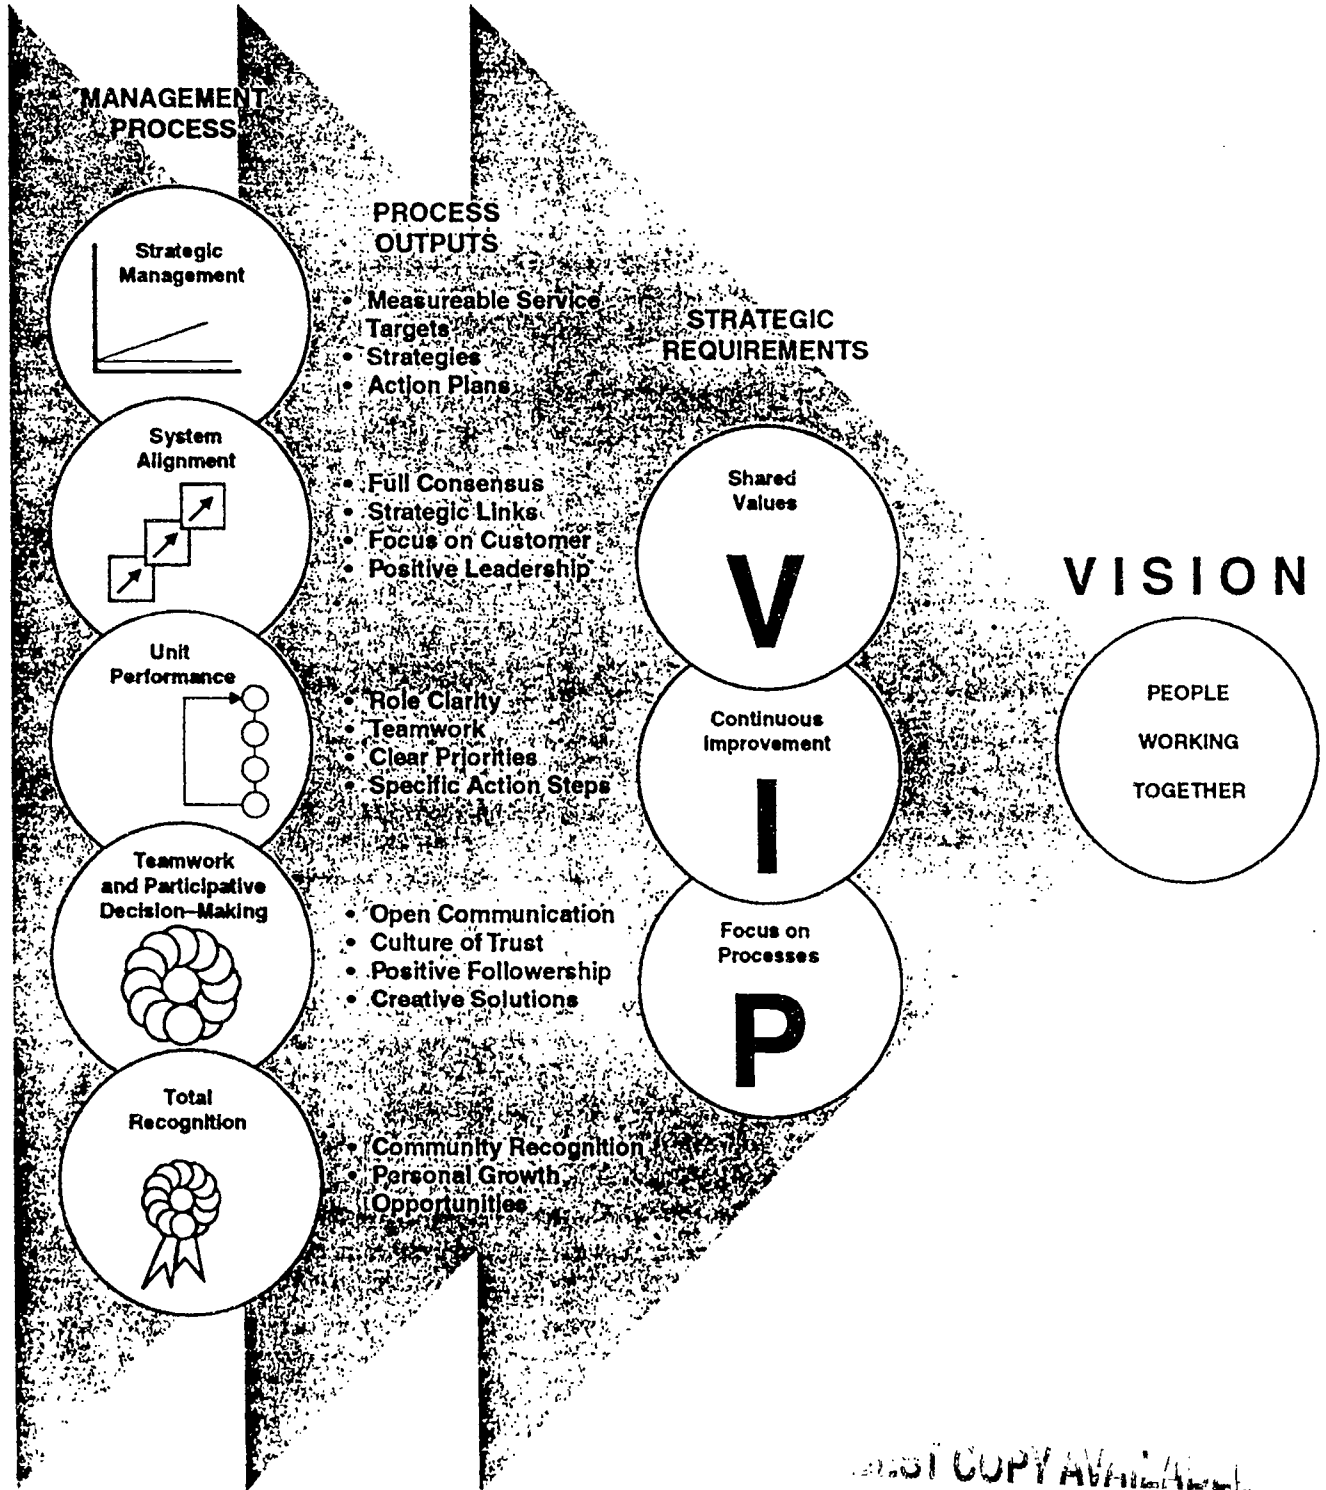 MANAGEMENT
PROCESS
Strategic
Management
System
Alignment
Unit
Performance
Teamwork
and Participative
Decision–Making
Total
Recognition
PROCESS
OUTPUTS
• Measureable Service
Targets
• Strategies
• Action Plans
• Full Consensus
• Strategic Links
• Focus on Customer
• Positive Leadership
• Role Clarity
• Teamwork
• Clear Priorities
• Specific Action Steps
• Open Communication
• Culture of Trust
• Positive Followership
• Creative Solutions
• Community Recognition
• Personal Growth
Opportunities
STRATEGIC
REQUIREMENTS
Shared
Values
V
Continuous
Improvement
I
Focus on
Processes
P
VISION
PEOPLE
WORKING
TOGETHER
COPY AVAILABLE